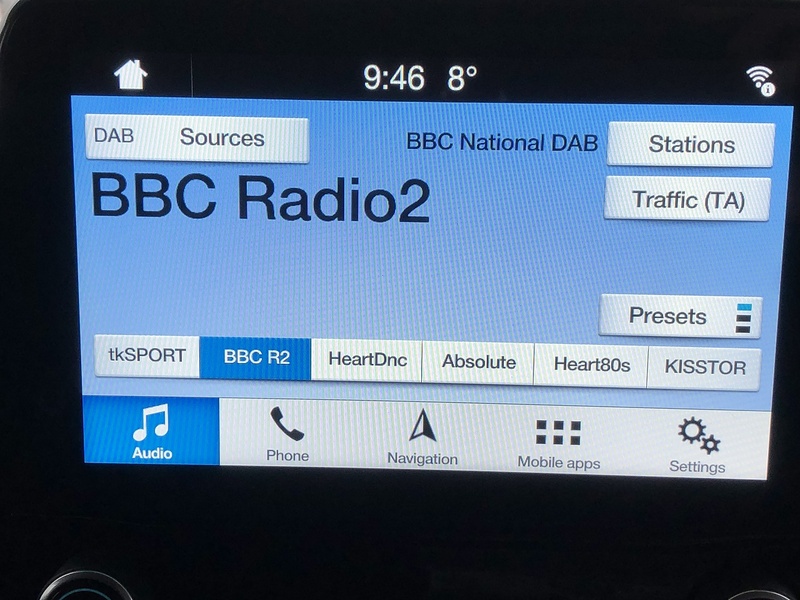 9:46 8°
DAB Sources
BBC National DAB
Stations
BBC Radio2
Traffic (TA)
Presets
tkSPORT BBC R2 HeartDnc Absolute Heart80s KISSTOR
Audio Phone Navigation Mobile apps Settings